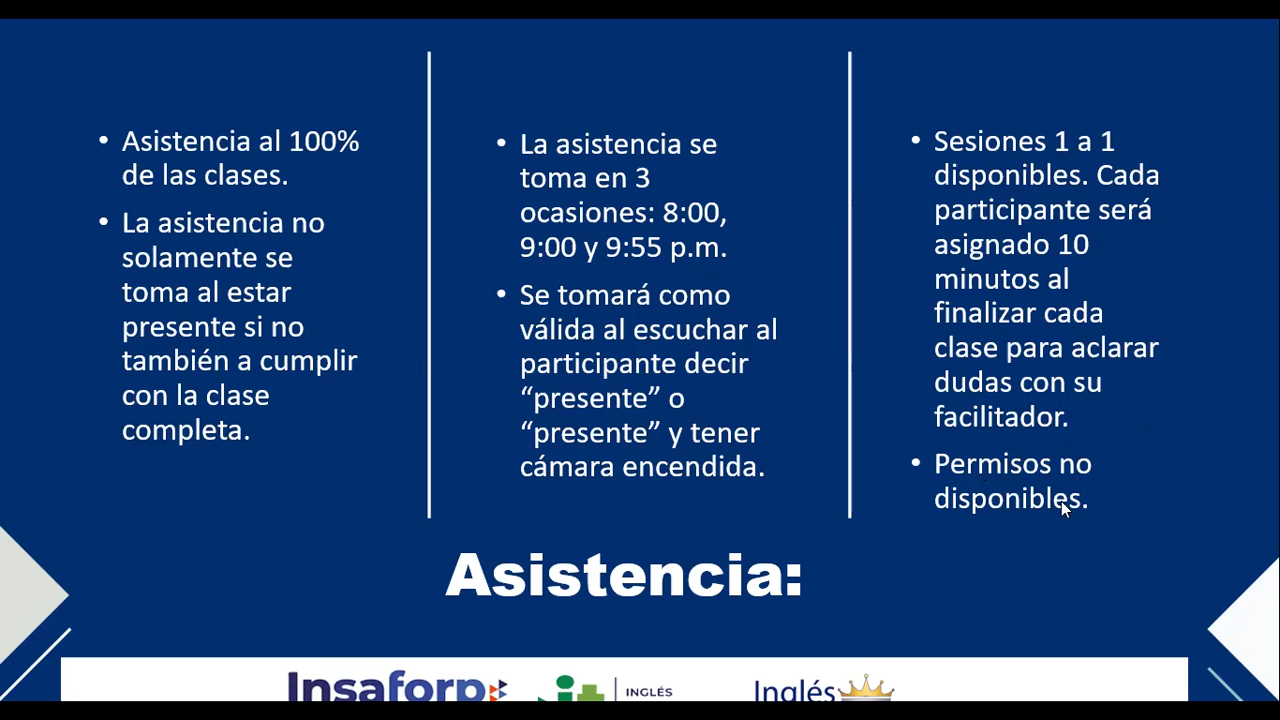 • Asistencia al 100%
de las clases.
• La asistencia no
solamente se
toma al estar
presente si no
también a cumplir
con la clase
completa.
• La asistencia se
toma en 3
ocasiones: 8:00,
9:00 y 9:55 p.m.
• Se tomará como
válida al escuchar al
participante decir
“presente” o
“presente” y tener
cámara encendida.
• Sesiones 1 a 1
disponibles. Cada
participante será
asignado 10
minutos al
finalizar cada
clase para aclarar
dudas con su
facilitador.
• Permisos no
disponibles.
Asistencia:
Insaforp
INGLÉS
Inglés